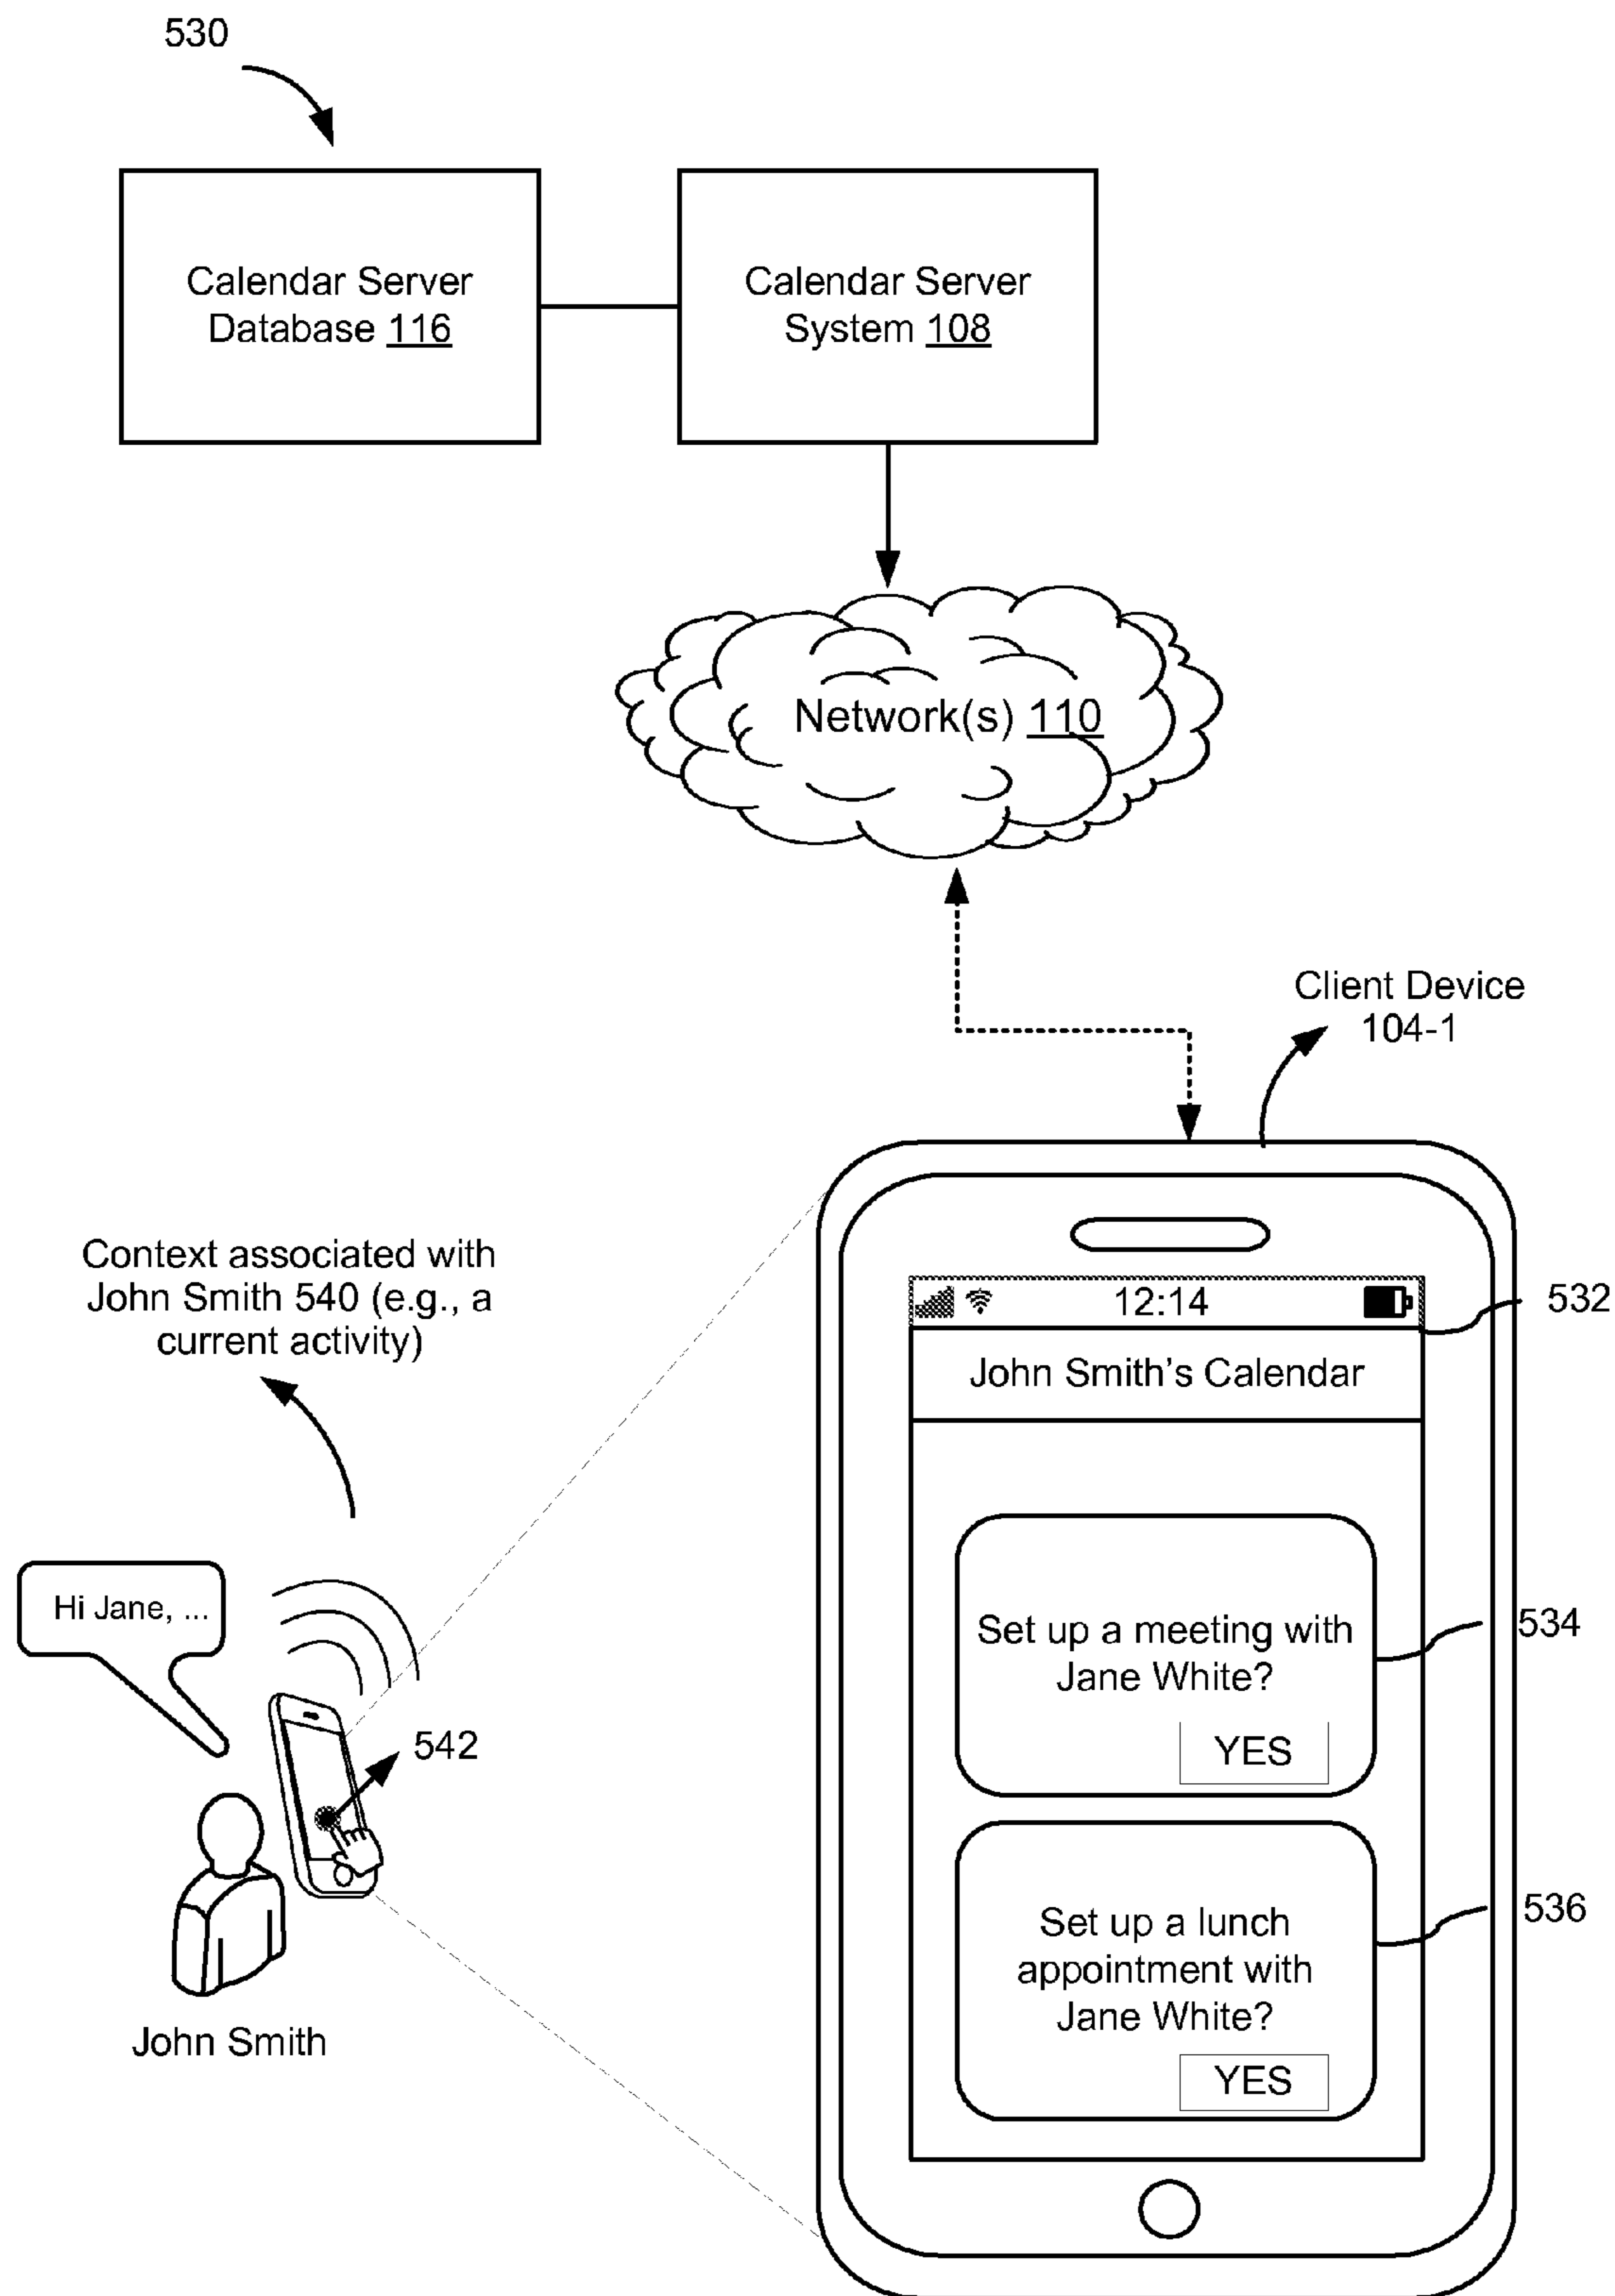 530
Calendar Server
Database 116
Calendar Server
System 108
Network(s) 110
Client Device
104-1
Context associated with
John Smith 540 (e.g., a
current activity)
12:14
532
John Smith's Calendar
Hi Jane, ...
Set up a meeting with
Jane White?
YES
534
542
Set up a lunch
appointment with
Jane White?
YES
536
John Smith